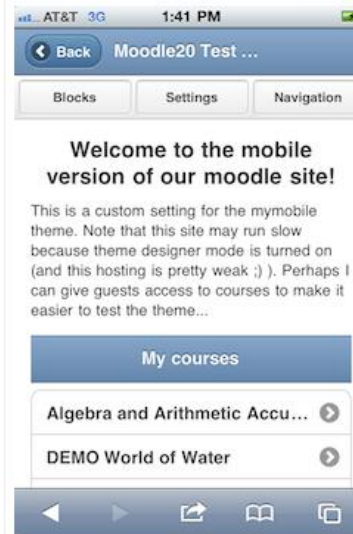 AT&T 3G 1:41 PM
Back Moodle20 Test ...
Blocks Settings Navigation
Welcome to the mobile
version of our moodle site!
This is a custom setting for the mymobile
theme. Note that this site may run slow
because theme designer mode is turned on
(and this hosting is pretty weak ;) ). Perhaps I
can give guests access to courses to make it
easier to test the theme...
My courses
Algebra and Arithmetic Accu...
DEMO World of Water